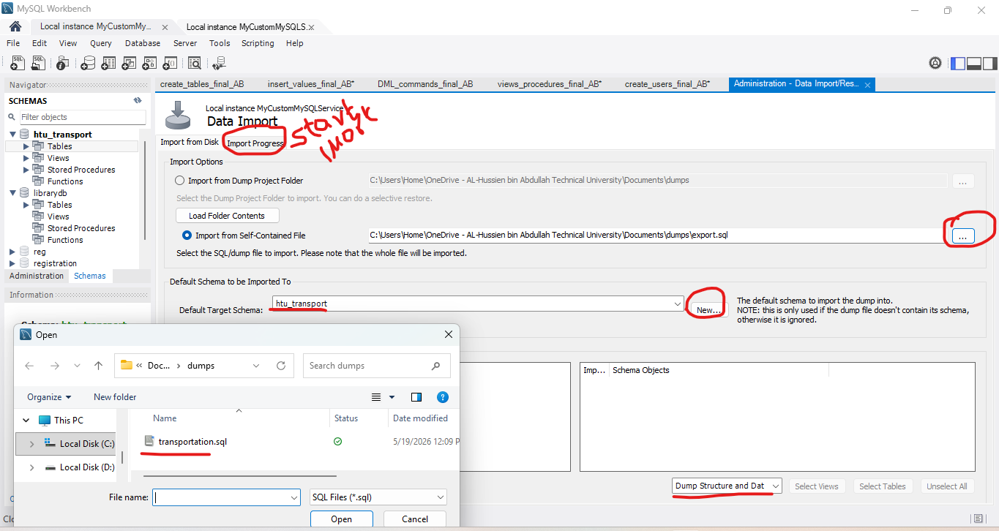 MySQL Workbench
Local instance MyCustomMy...
Local instance MyCustomMySQLS...
File Edit View Query Database Server Tools Scripting Help
Navigator
SCHEMAS
Filter objects
htu_transport
Tables
Views
Stored Procedures
Functions
librarydb
Tables
Views
Stored Procedures
Functions
reg
registration
Administration Schemas
Information
Schema: htu_transport
create_tables_final_AB insert_values_final_AB* DML_commands_final_AB views_procedures_final_AB* create_users_final_AB* Administration - Data Import/Res...
Local instance MyCustomMySQLService
Data Import
Start
Import from Disk Import Progress
Import Options
Import from Dump Project Folder C:\Users\Home\OneDrive - AL-Hussien bin Abdullah Technical University\Documents\dumps ...
Select the Dump Project Folder to import. You can do a selective restore.
Load Folder Contents
Import from Self-Contained File C:\Users\Home\OneDrive - AL-Hussien bin Abdullah Technical University\Documents\dumps\export.sql ...
Select the SQL/dump file to import. Please note that the whole file will be imported.
Default Schema to be Imported To
Default Target Schema: htu_transport New...
The default schema to import the dump into.
NOTE: this is only used if the dump file doesn't contain its schema,
otherwise it is ignored.
Imp... Schema Objects
Dump Structure and Dat Select Views Select Tables Unselect All
Open
« Doc... › dumps
Search dumps
Organize New folder
This PC
Local Disk (C:)
Local Disk (D:)
Name Status Date modified
transportation.sql 5/19/2026 12:09 P
File name: SQL Files (*.sql)
Open Cancel